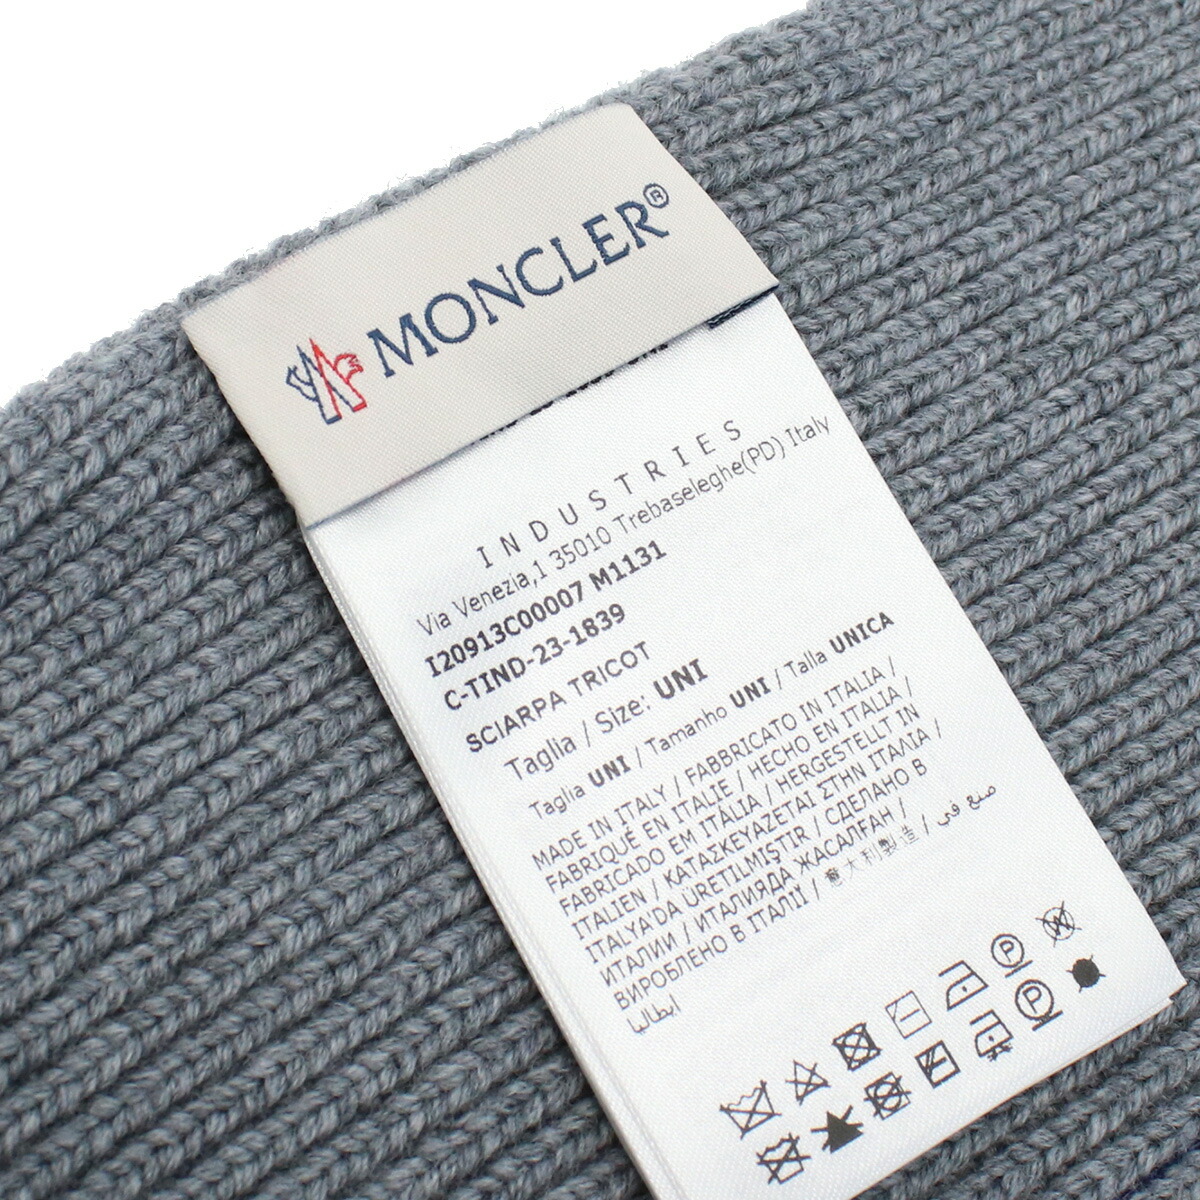 MONCLER®
INDUSTRIES
Via Venezia,1 35010 Trebaseleghe(PD) Italy
I20913C00007 M1131
C-TIND-23-1839
SCIARPA TRICOT
Taglia / Size: UNI
Taglia UNI / Tamanho UNI / Talla UNICA
MADE IN ITALY / FABBRICATO IN ITALIA /
FABRIQUÉ EN ITALIE / HECHO EN ITALIA /
FABRICADO EM ITÁLIA / HERGESTELLT IN
ITALIEN / ΚΑΤΑΣΚΕΥΑΖΕΤΑΙ ΣΤΗΝ ΙΤΑΛΙΑ /
ITALYA'DA ÜRETILMIŞTIR / СДЕЛАНО В
ИТАЛИИ / ИТАЛИЯДА ЖАСАЛҒАН /
ВИРОБЛЕНО В ІТАЛІЇ / 意大利製造 / صنع في
ايطاليا